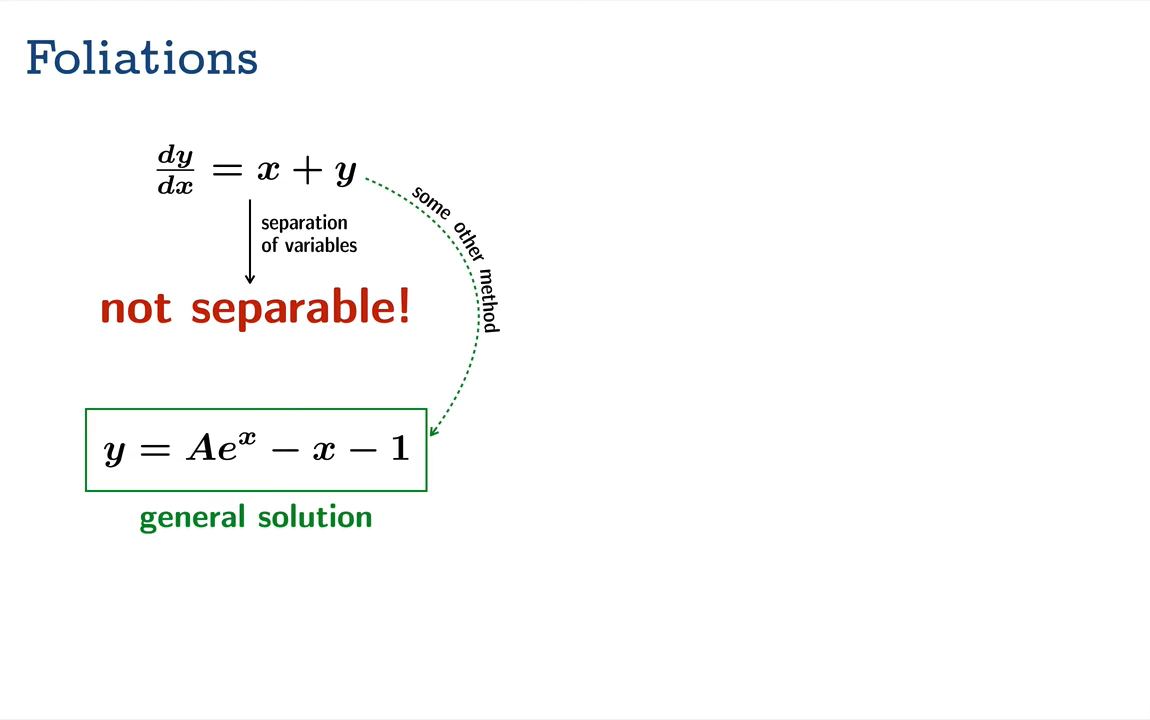 Foliations
dy/dx = x + y
some other method
separation
of variables
not separable!
y = Ae^x − x − 1
general solution